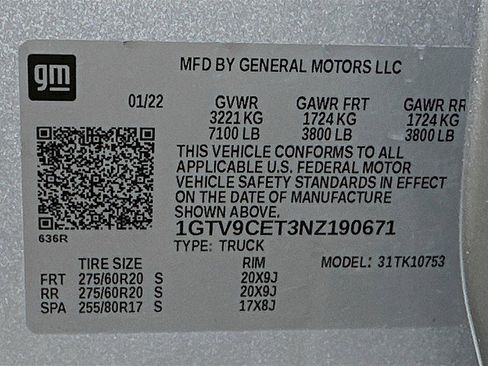 gm
MFD BY GENERAL MOTORS LLC
01/22 GVWR GAWR FRT GAWR RR
3221 KG 1724 KG 1724 KG
7100 LB 3800 LB 3800 LB
THIS VEHICLE CONFORMS TO ALL
APPLICABLE U.S. FEDERAL MOTOR
VEHICLE SAFETY STANDARDS IN EFFECT
ON THE DATE OF MANUFACTURE
SHOWN ABOVE.
636R
1GTV9CET3NZ190671
TYPE: TRUCK
TIRE SIZE RIM MODEL: 31TK10753
FRT 275/60R20 S 20X9J
RR 275/60R20 S 20X9J
SPA 255/80R17 S 17X8J